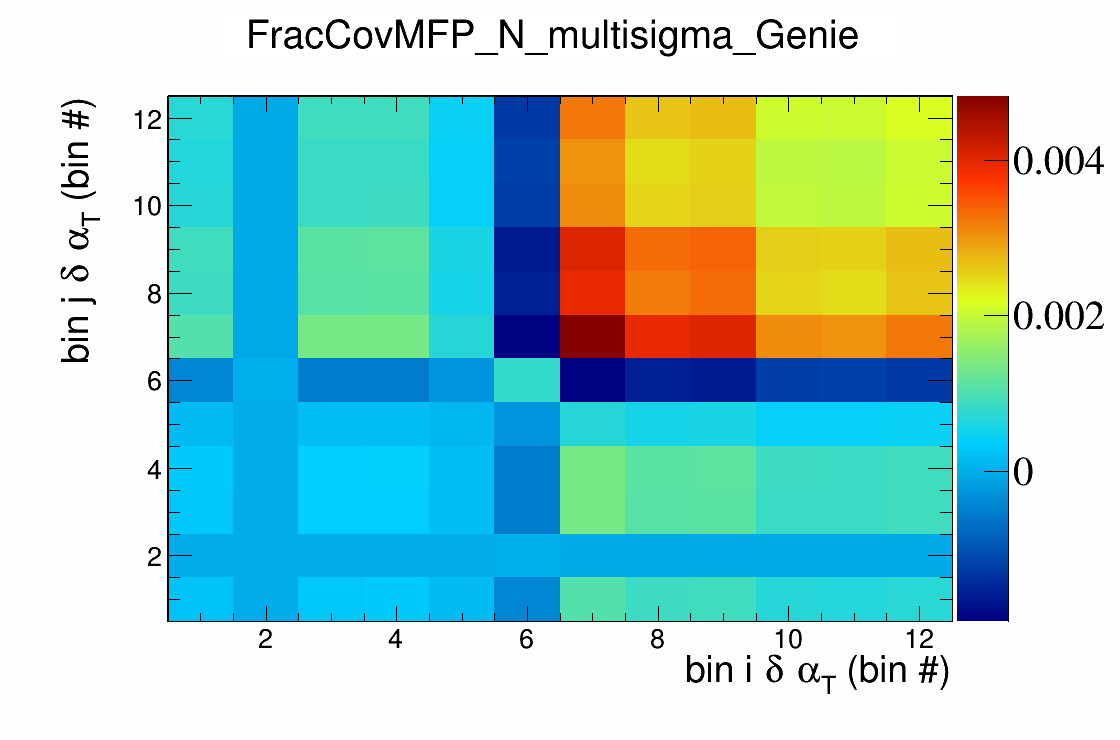 FracCovMFP_N_multisigma_Genie
bin j δ α_T (bin #)
12
10
8
6
4
2
2 4 6 8 10 12
bin i δ α_T (bin #)
0.004
0.002
0